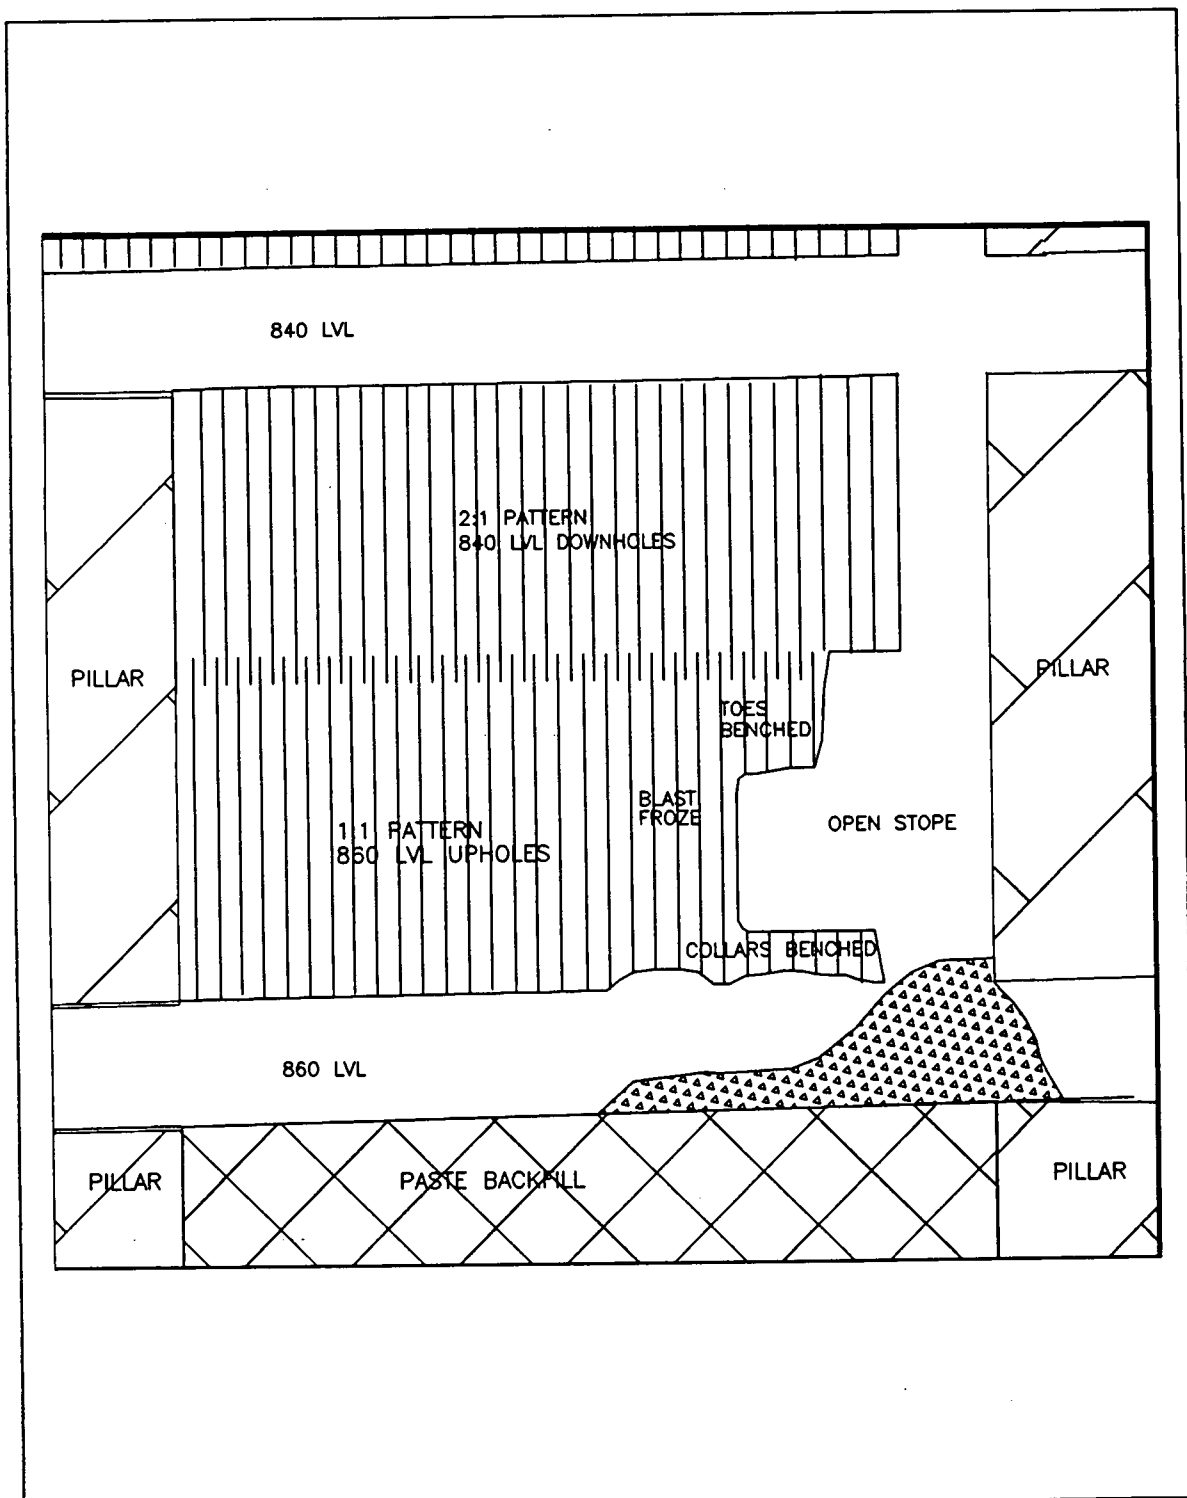 840 LVL
2:1 PATTERN
840 LVL DOWNHOLES
PILLAR
PILLAR
TOES
BENCHED
BLAST
FROZE
OPEN STOPE
1:1 PATTERN
860 LVL UPHOLES
COLLARS BENCHED
860 LVL
PILLAR
PASTE BACKFILL
PILLAR